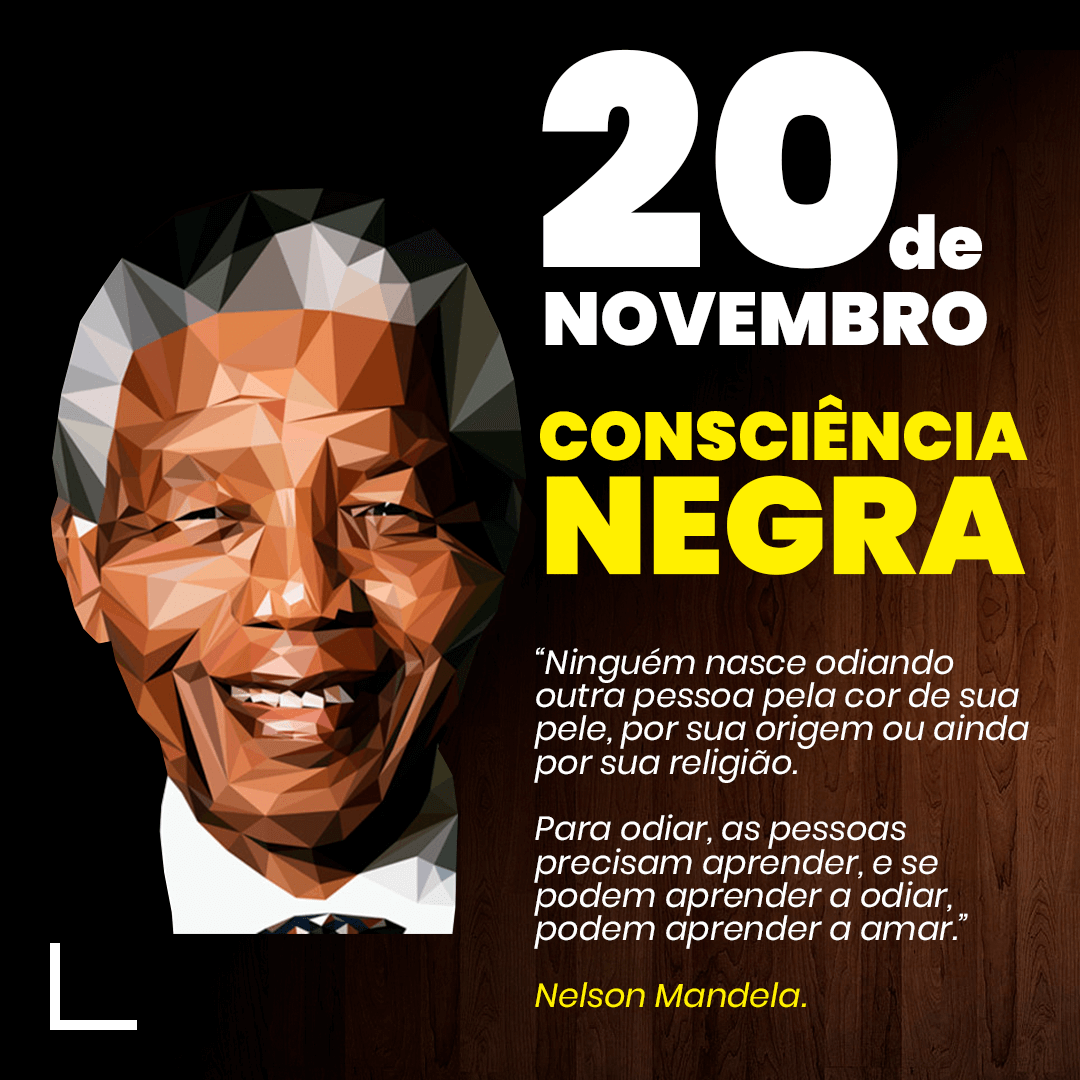 20 de
NOVEMBRO
CONSCIÊNCIA
NEGRA
“Ninguém nasce odiando
outra pessoa pela cor de sua
pele, por sua origem ou ainda
por sua religião.
Para odiar, as pessoas
precisam aprender, e se
podem aprender a odiar,
podem aprender a amar.”
Nelson Mandela.